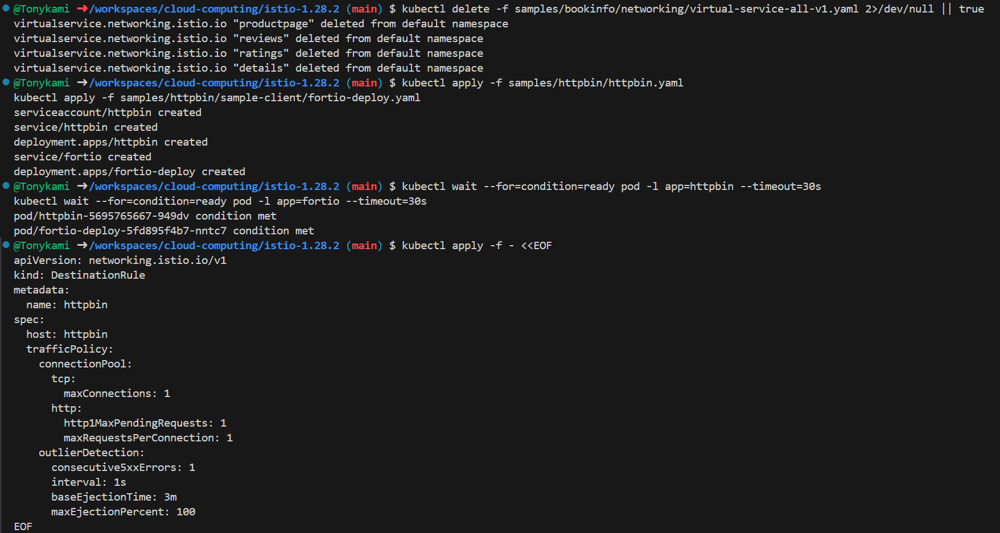 @Tonykami ➜/workspaces/cloud-computing/istio-1.28.2 (main) $ kubectl delete -f samples/bookinfo/networking/virtual-service-all-v1.yaml 2>/dev/null || true
virtualservice.networking.istio.io "productpage" deleted from default namespace
virtualservice.networking.istio.io "reviews" deleted from default namespace
virtualservice.networking.istio.io "ratings" deleted from default namespace
virtualservice.networking.istio.io "details" deleted from default namespace
@Tonykami ➜/workspaces/cloud-computing/istio-1.28.2 (main) $ kubectl apply -f samples/httpbin/httpbin.yaml
kubectl apply -f samples/httpbin/sample-client/fortio-deploy.yaml
serviceaccount/httpbin created
service/httpbin created
deployment.apps/httpbin created
service/fortio created
deployment.apps/fortio-deploy created
@Tonykami ➜/workspaces/cloud-computing/istio-1.28.2 (main) $ kubectl wait --for=condition=ready pod -l app=httpbin --timeout=30s
kubectl wait --for=condition=ready pod -l app=fortio --timeout=30s
pod/httpbin-5695765667-949dv condition met
pod/fortio-deploy-5fd895f4b7-nntc7 condition met
@Tonykami ➜/workspaces/cloud-computing/istio-1.28.2 (main) $ kubectl apply -f - <<EOF
apiVersion: networking.istio.io/v1
kind: DestinationRule
metadata:
  name: httpbin
spec:
  host: httpbin
  trafficPolicy:
    connectionPool:
      tcp:
        maxConnections: 1
      http:
        http1MaxPendingRequests: 1
        maxRequestsPerConnection: 1
    outlierDetection:
      consecutive5xxErrors: 1
      interval: 1s
      baseEjectionTime: 3m
      maxEjectionPercent: 100
EOF